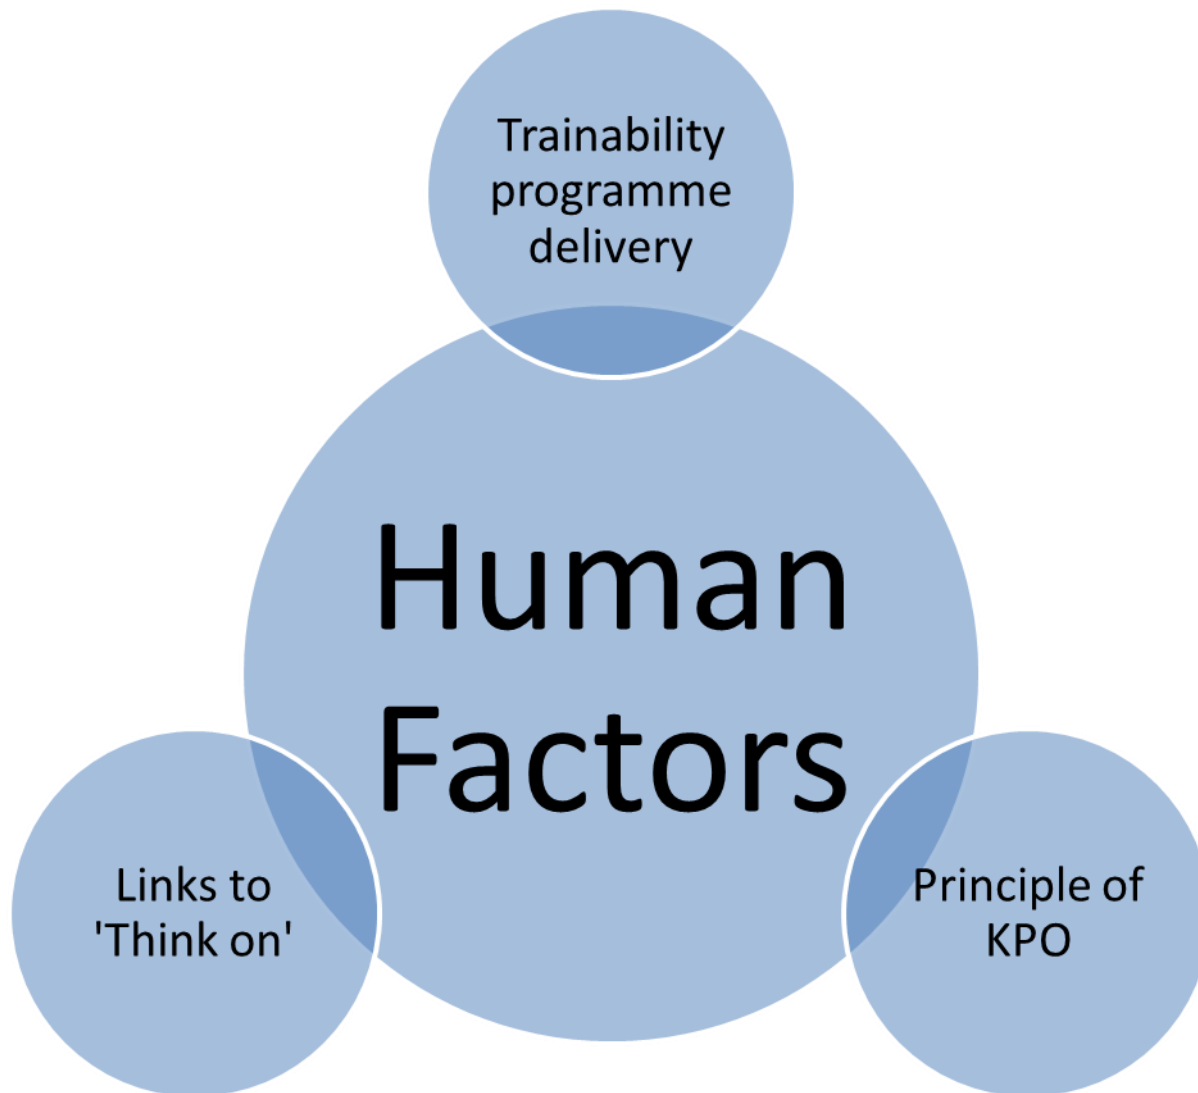 Trainability
programme
delivery
Human
Factors
Links to
'Think on'
Principle of
KPO